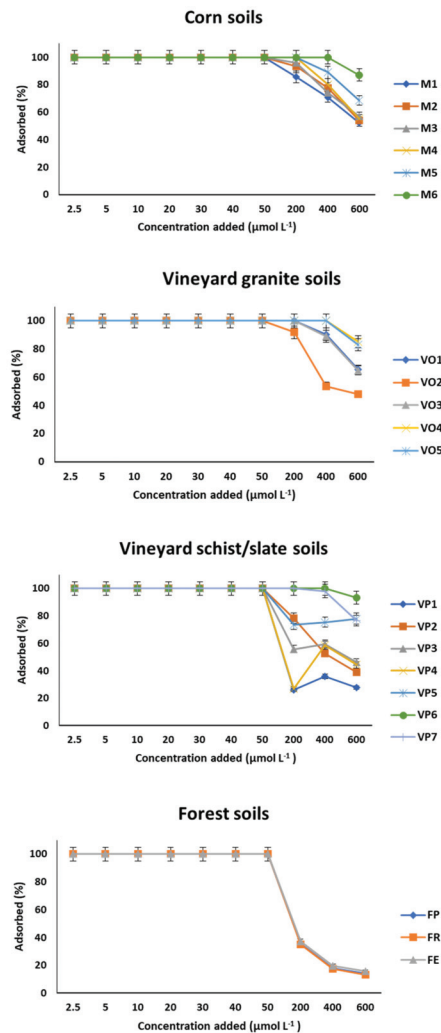 Corn soils
Adsorbed (%)
100
80
60
40
20
0
2.5 5 10 20 30 40 50 200 400 600
Concentration added (µmol L-1)
M1
M2
M3
M4
M5
M6
Vineyard granite soils
Adsorbed (%)
100
80
60
40
20
0
2.5 5 10 20 30 40 50 200 400 600
Concentration added (µmol L-1)
VO1
VO2
VO3
VO4
VO5
Vineyard schist/slate soils
Adsorbed (%)
100
80
60
40
20
0
2.5 5 10 20 30 40 50 200 400 600
Concentration added (µmol L-1)
VP1
VP2
VP3
VP4
VP5
VP6
VP7
Forest soils
Adsorbed (%)
100
80
60
40
20
0
2.5 5 10 20 30 40 50 200 400 600
Concentration added (µmol L-1)
FP
FR
FE